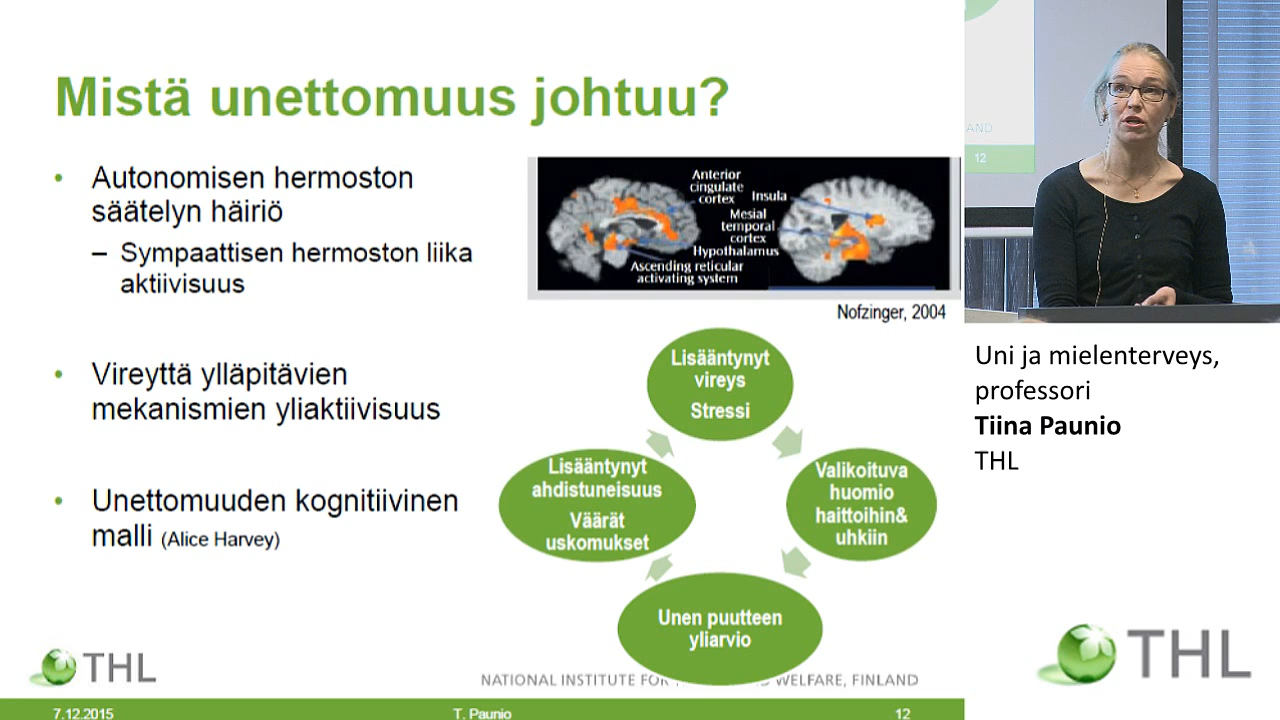 Mistä unettomuus johtuu?
• Autonomisen hermoston
säätelyn häiriö
– Sympaattisen hermoston liika
aktiivisuus
• Vireyttä ylläpitävien
mekanismien yliaktiivisuus
• Unettomuuden kognitiivinen
malli (Alice Harvey)
Anterior
cingulate
cortex
Insula
Mesial
temporal
cortex
Hypothalamus
Ascending reticular
activating system
Nofzinger, 2004
Lisääntynyt
vireys
Stressi
Valikoituva
huomio
haittoihin&
uhkiin
Unen puutteen
yliarvio
Lisääntynyt
ahdistuneisuus
Väärät
uskomukset
THL
NATIONAL INSTITUTE FOR WELFARE, FINLAND
7.12.2015
T. Paunio
12
AND
12
Uni ja mielenterveys,
professori
Tiina Paunio
THL
THL